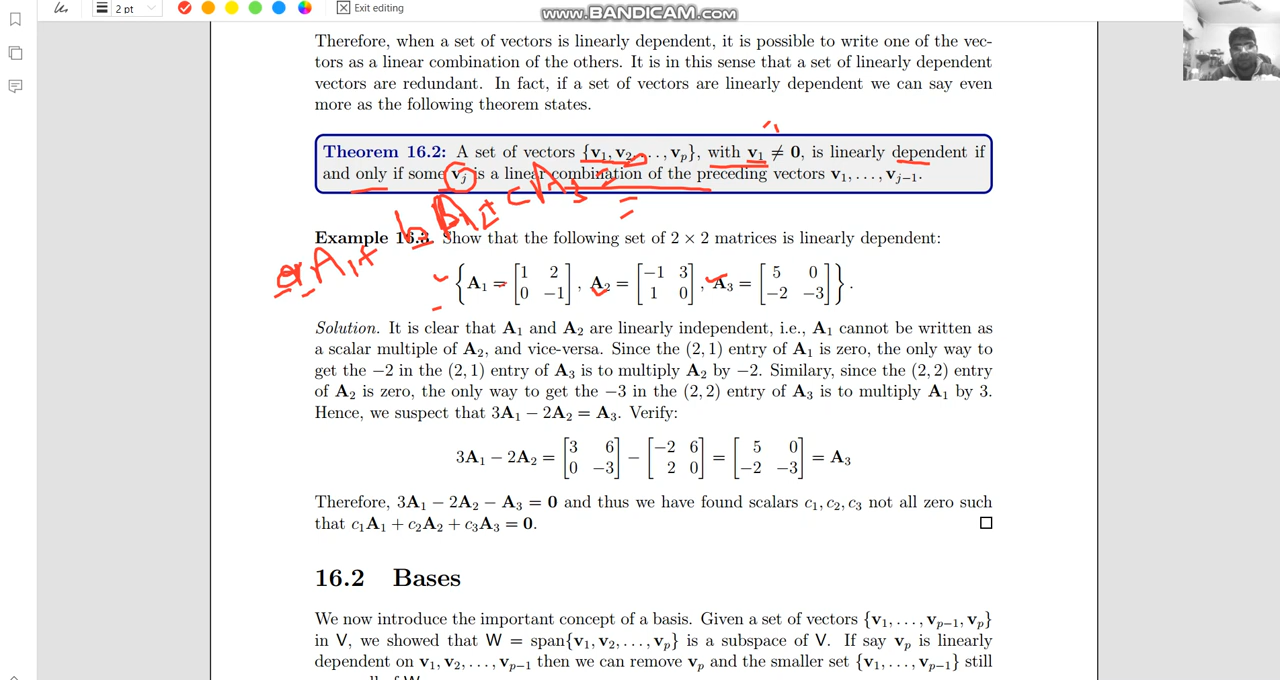 2 pt
Exit editing
www.BANDICAM.com
Therefore, when a set of vectors is linearly dependent, it is possible to write one of the vec-
tors as a linear combination of the others. It is in this sense that a set of linearly dependent
vectors are redundant. In fact, if a set of vectors are linearly dependent we can say even
more as the following theorem states.
Theorem 16.2: A set of vectors {v₁, v₂, . . . , vₚ}, with v₁ ≠ 0, is linearly dependent if
and only if some vⱼ is a linear combination of the preceding vectors v₁, . . . , vⱼ₋₁.
Example 16.3. Show that the following set of 2 × 2 matrices is linearly dependent:
{A₁ = [1 2; 0 −1], A₂ = [−1 3; 1 0], A₃ = [5 0; −2 −3]}.
Solution. It is clear that A₁ and A₂ are linearly independent, i.e., A₁ cannot be written as
a scalar multiple of A₂, and vice-versa. Since the (2, 1) entry of A₁ is zero, the only way to
get the −2 in the (2, 1) entry of A₃ is to multiply A₂ by −2. Similary, since the (2, 2) entry
of A₂ is zero, the only way to get the −3 in the (2, 2) entry of A₃ is to multiply A₁ by 3.
Hence, we suspect that 3A₁ − 2A₂ = A₃. Verify:
3A₁ − 2A₂ = [3 6; 0 −3] − [−2 6; 2 0] = [5 0; −2 −3] = A₃
Therefore, 3A₁ − 2A₂ − A₃ = 0 and thus we have found scalars c₁, c₂, c₃ not all zero such
that c₁A₁ + c₂A₂ + c₃A₃ = 0.
16.2 Bases
We now introduce the important concept of a basis. Given a set of vectors {v₁, . . . , vₚ₋₁, vₚ}
in V, we showed that W = span{v₁, v₂, . . . , vₚ} is a subspace of V. If say vₚ is linearly
dependent on v₁, v₂, . . . , vₚ₋₁ then we can remove vₚ and the smaller set {v₁, . . . , vₚ₋₁} still